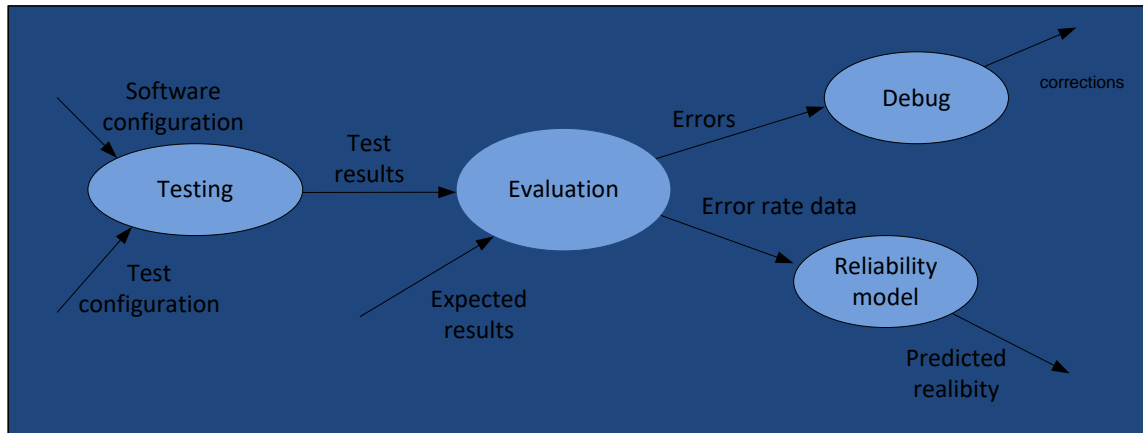 Software
configuration
Testing
Test
configuration
Test
results
Evaluation
Expected
results
Errors
Debug
corrections
Error rate data
Reliability
model
Predicted
realibity